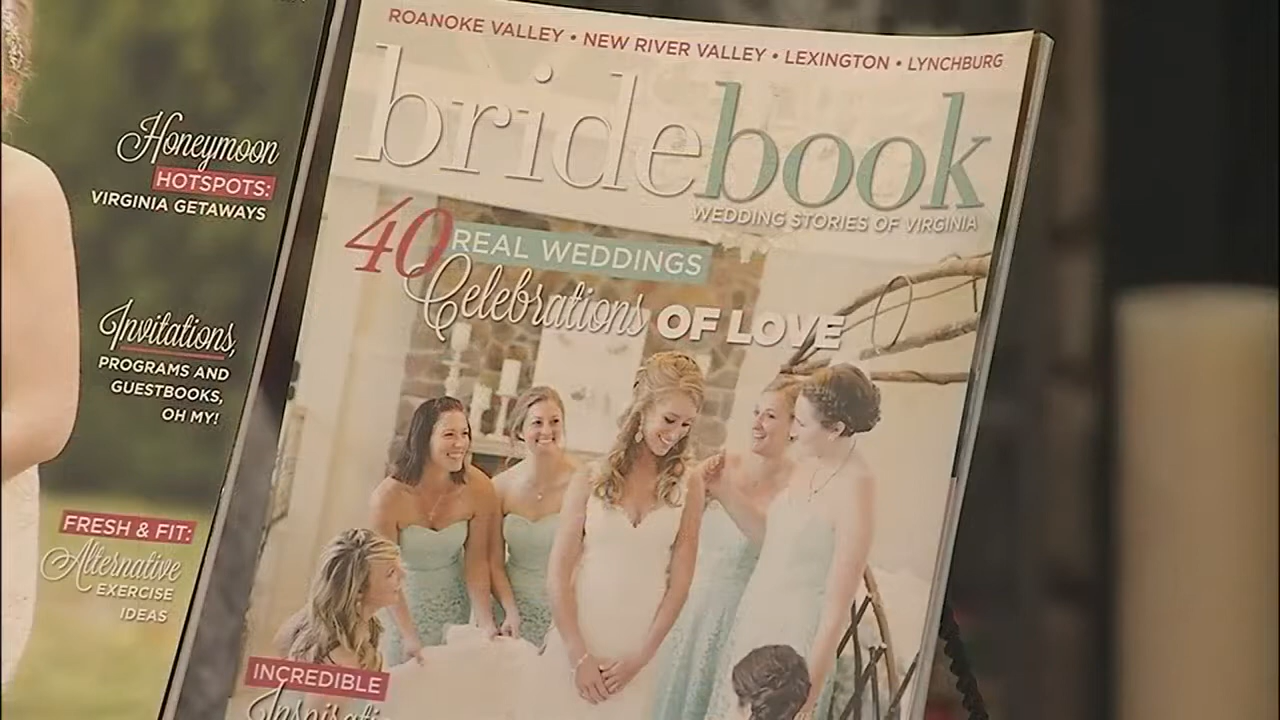 Honeymoon
HOTSPOTS:
VIRGINIA GETAWAYS
Invitations,
PROGRAMS AND
GUESTBOOKS,
OH MY!
FRESH & FIT:
Alternative
EXERCISE
IDEAS
ROANOKE VALLEY • NEW RIVER VALLEY • LEXINGTON • LYNCHBURG
bridebook
WEDDING STORIES OF VIRGINIA
40 REAL WEDDINGS
Celebrations OF LOVE
INCREDIBLE